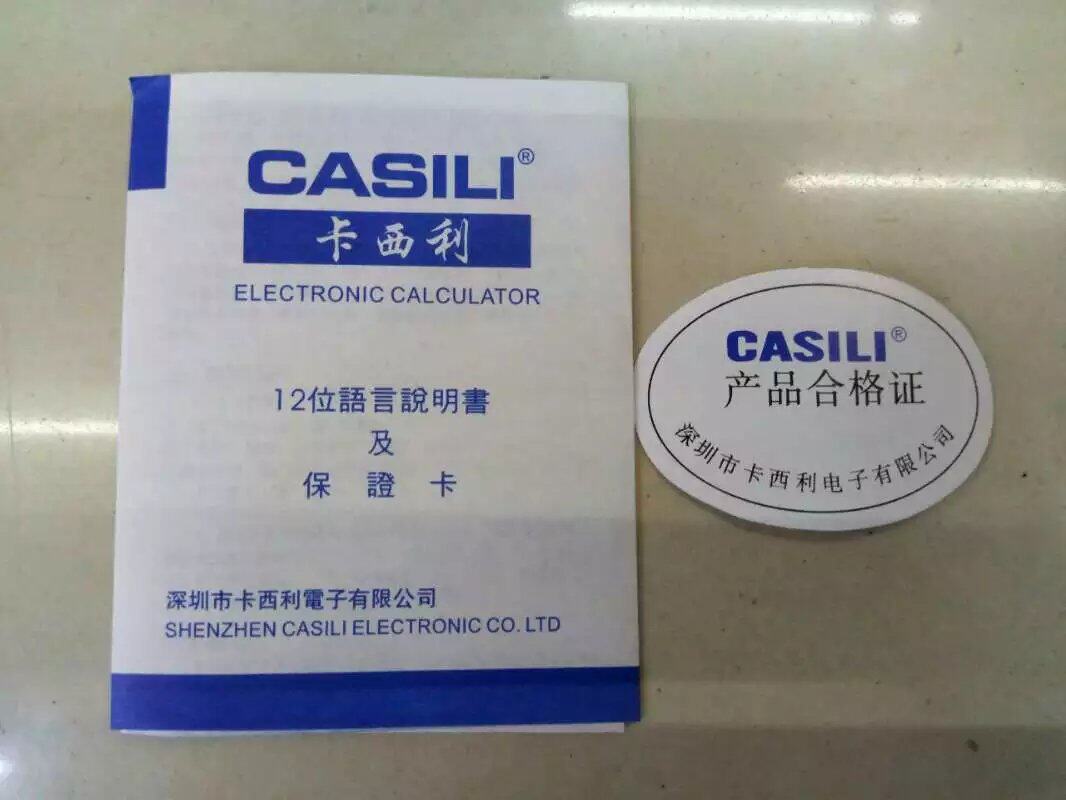 CASILI®
卡西利
ELECTRONIC CALCULATOR
12位語言說明書
及
保證卡
深圳市卡西利電子有限公司
SHENZHEN CASILI ELECTRONIC CO. LTD
CASILI®
产品合格证
深圳市卡西利电子有限公司